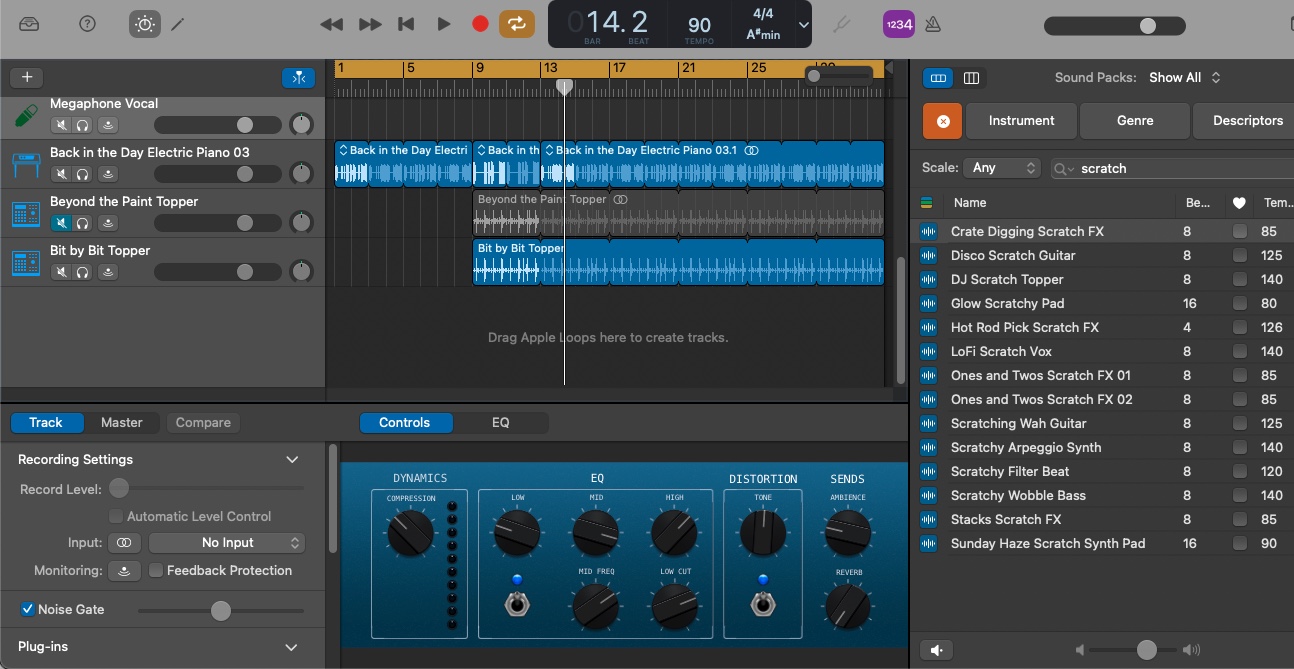 14.2
BAR
BEAT
90
TEMPO
4/4
A#min
1234
1
5
9
13
17
21
25
Sound Packs:
Show All
Megaphone Vocal
Instrument
Genre
Descriptors
Back in the Day Electric Piano 03
Back in the Day Electri
Back in th
Back in the Day Electric Piano 03.1
Scale:
Any
scratch
Beyond the Paint Topper
Beyond the Paint Topper
Name
Be...
Tem...
Bit by Bit Topper
Bit by Bit Topper
Crate Digging Scratch FX 8 85
Disco Scratch Guitar 8 125
DJ Scratch Topper 8 140
Glow Scratchy Pad 16 80
Hot Rod Pick Scratch FX 4 126
LoFi Scratch Vox 8 140
Ones and Twos Scratch FX 01 8 85
Ones and Twos Scratch FX 02 8 85
Scratching Wah Guitar 8 125
Scratchy Arpeggio Synth 8 140
Scratchy Filter Beat 8 120
Scratchy Wobble Bass 8 140
Stacks Scratch FX 8 85
Sunday Haze Scratch Synth Pad 16 90
Drag Apple Loops here to create tracks.
Track
Master
Compare
Controls
EQ
Recording Settings
Record Level:
Automatic Level Control
Input:
No Input
Monitoring:
Feedback Protection
Noise Gate
Plug-ins
DYNAMICS
COMPRESSION
EQ
LOW
MID
HIGH
MID FREQ
LOW CUT
DISTORTION
TONE
SENDS
AMBIENCE
REVERB